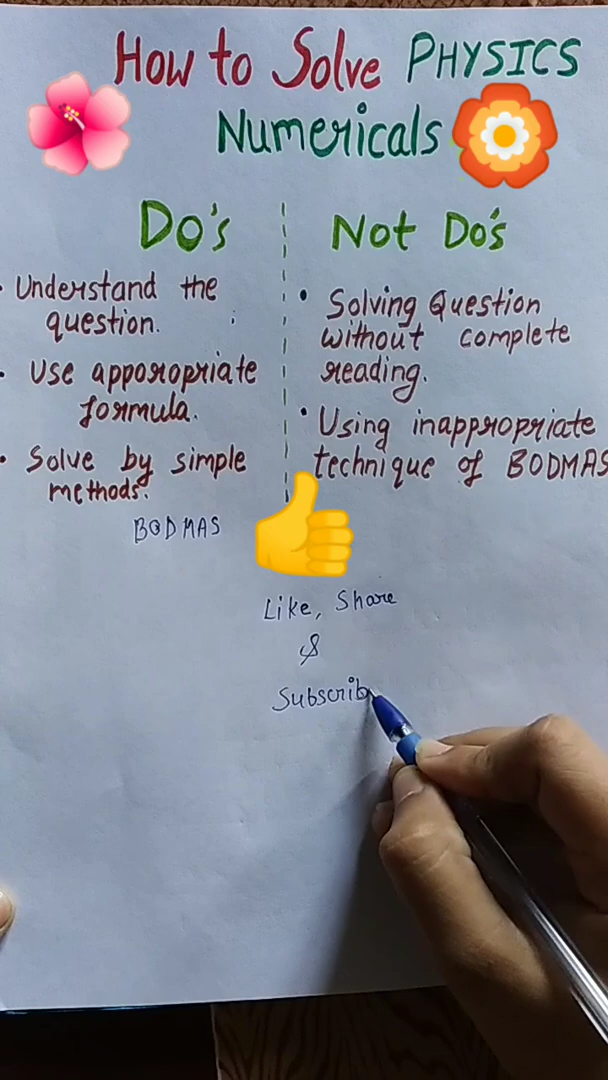 How to Solve PHYSICS
Numericals
Do's
Not Do's
• Understand the
question.
• Use apporopriate
formula.
• Solve by simple
methods.
BODMAS
• Solving Question
without complete
reading.
• Using inappropriate
technique of BODMAS
Like, Share
&
Subscrib